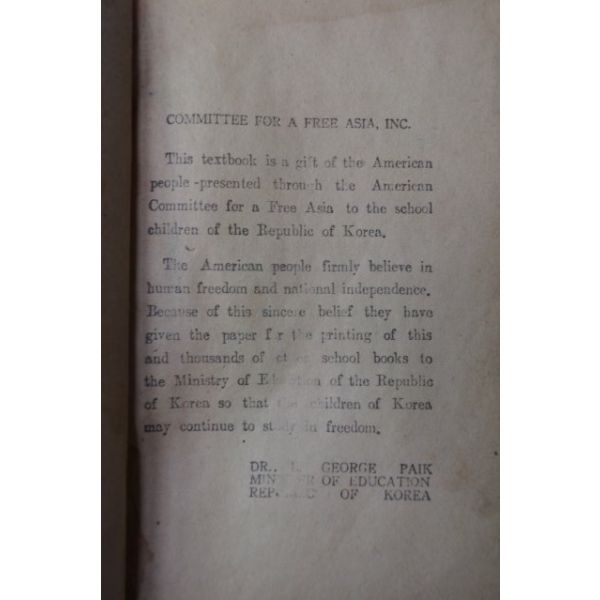 COMMITTEE FOR A FREE ASIA, INC.
This textbook is a gift of the American
people -presented through the American
Committee for a Free Asia to the school
children of the Republic of Korea.
The American people firmly believe in
human freedom and national independence.
Because of this sincere belief they have
given the paper for the printing of this
and thousands of other school books to
the Ministry of Education of the Republic
of Korea so that the children of Korea
may continue to study in freedom.
DR., GEORGE PAIK
MINISTER OF EDUCATION
REPUBLIC OF KOREA